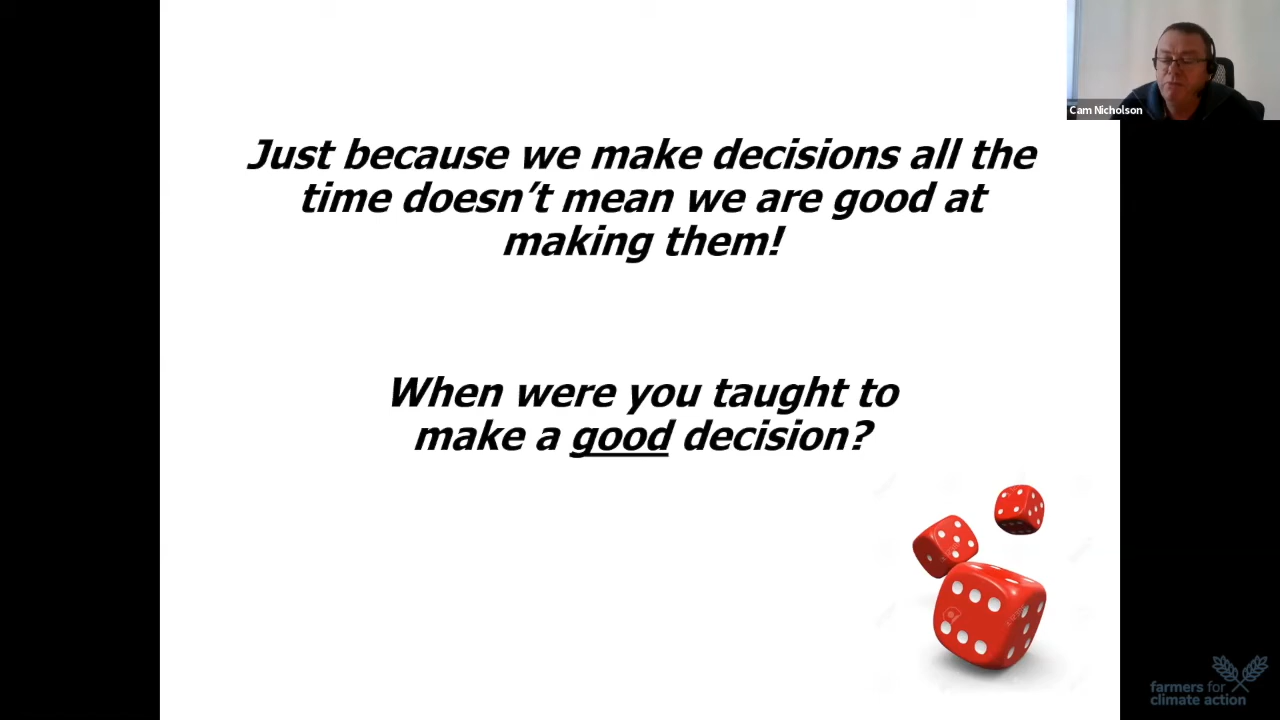 Just because we make decisions all the
time doesn’t mean we are good at
making them!
When were you taught to
make a good decision?
Cam Nicholson
farmers for
climate action